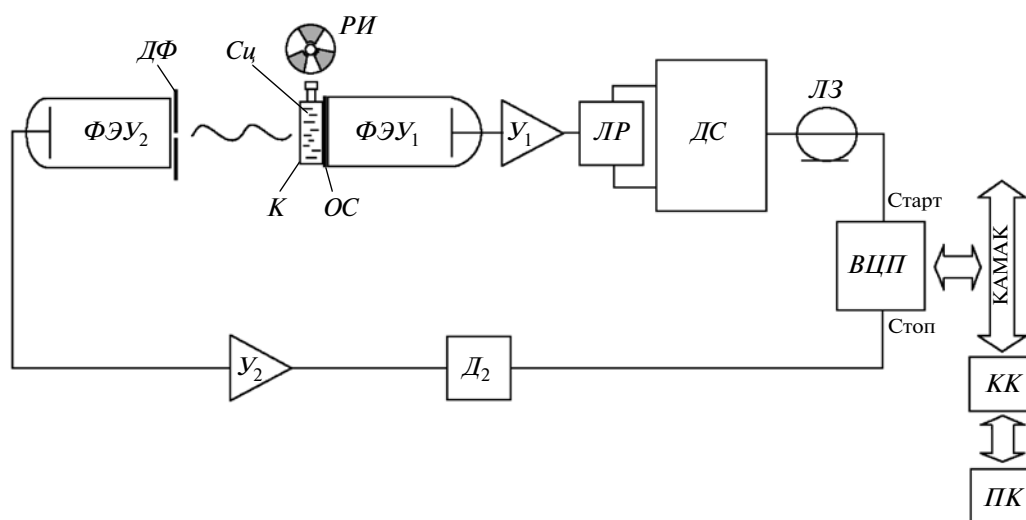 РИ
Сц
ДФ
ЛЗ
ФЭУ₂
ФЭУ₁
У₁
ЛР
ДС
К
ОС
Старт
ВЦП
КАМАК
Стоп
У₂
Д₂
КК
ПК